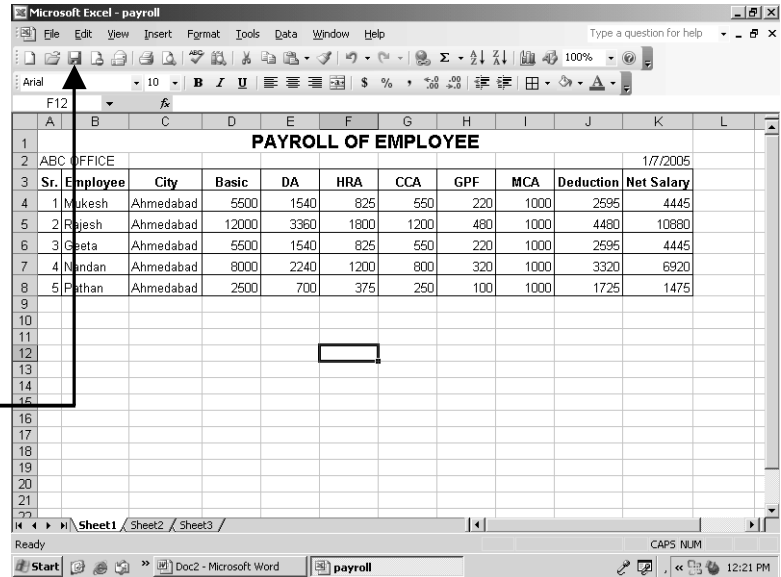 Microsoft Excel - payroll
File Edit View Insert Format Tools Data Window Help Type a question for help
100%
Arial 10 B I U $ % ,
F12 fx
A B C D E F G H I J K L
1 PAYROLL OF EMPLOYEE
2 ABC OFFICE 1/7/2005
3 Sr. Employee City Basic DA HRA CCA GPF MCA Deduction Net Salary
4 1 Mukesh Ahmedabad 5500 1540 825 550 220 1000 2595 4445
5 2 Rajesh Ahmedabad 12000 3360 1800 1200 480 1000 4480 10880
6 3 Geeta Ahmedabad 5500 1540 825 550 220 1000 2595 4445
7 4 Nandan Ahmedabad 8000 2240 1200 800 320 1000 3320 6920
8 5 Pathan Ahmedabad 2500 700 375 250 100 1000 1725 1475
9
10
11
12
13
14
15
16
17
18
19
20
21
22
Sheet1 Sheet2 Sheet3
Ready CAPS NUM
Start Doc2 - Microsoft Word payroll 12:21 PM